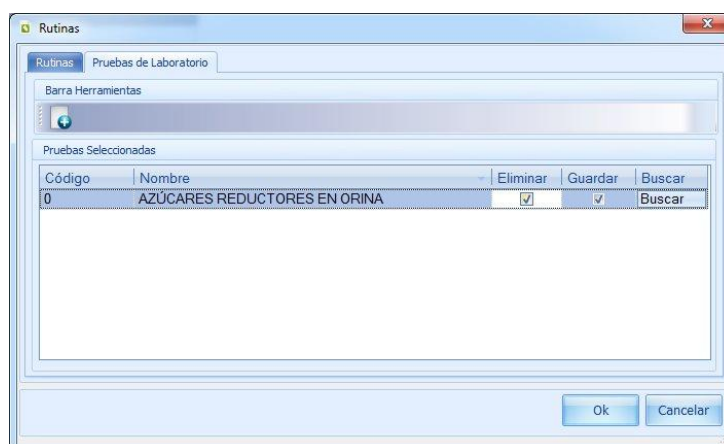 Rutinas
Rutinas Pruebas de Laboratorio
Barra Herramientas
Pruebas Seleccionadas
Código Nombre Eliminar Guardar Buscar
0 AZÚCARES REDUCTORES EN ORINA Buscar
Ok Cancelar